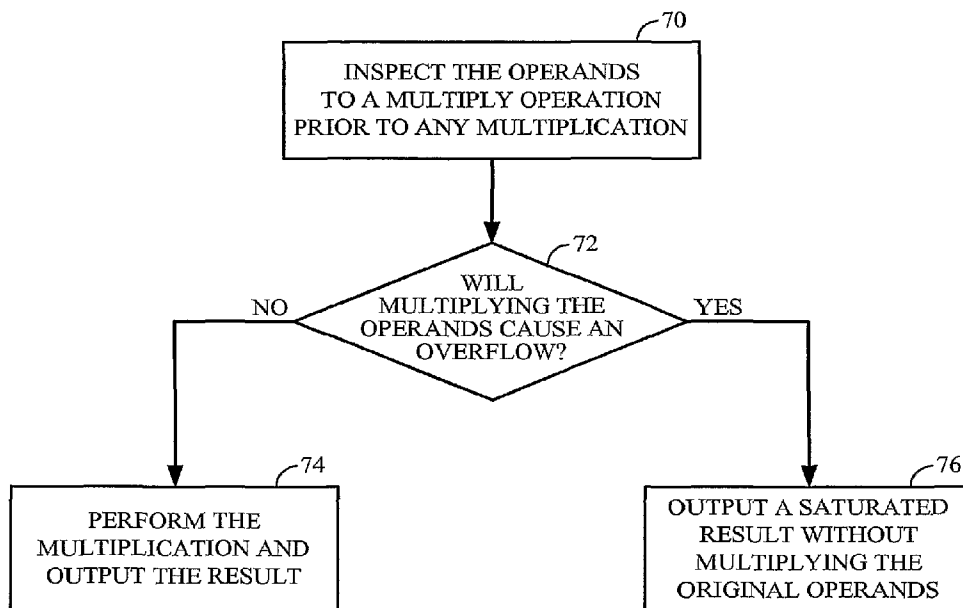 70
INSPECT THE OPERANDS
TO A MULTIPLY OPERATION
PRIOR TO ANY MULTIPLICATION
72
WILL
MULTIPLYING THE
OPERANDS CAUSE AN
OVERFLOW?
NO
YES
74
PERFORM THE
MULTIPLICATION AND
OUTPUT THE RESULT
76
OUTPUT A SATURATED
RESULT WITHOUT
MULTIPLYING THE
ORIGINAL OPERANDS